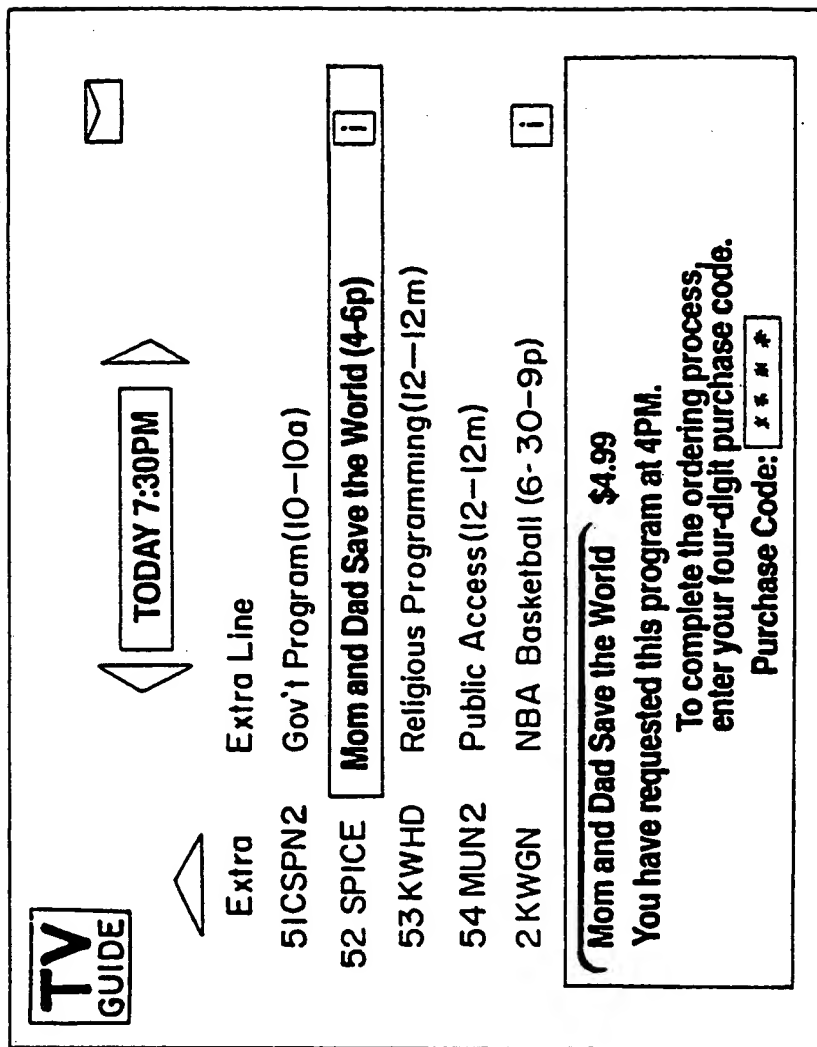 TV
GUIDE
TODAY 7:30PM
Extra Extra Line
51CSPN2 Gov't Program(10-10a)
52 SPICE Mom and Dad Save the World (4-6p) i
53 KWHD Religious Programming(12-12m)
54 MUN2 Public Access(12-12m)
2 KWGN NBA Basketball (6-30-9p) i
Mom and Dad Save the World $4.99
You have requested this program at 4PM.
To complete the ordering process,
enter your four-digit purchase code.
Purchase Code: ****